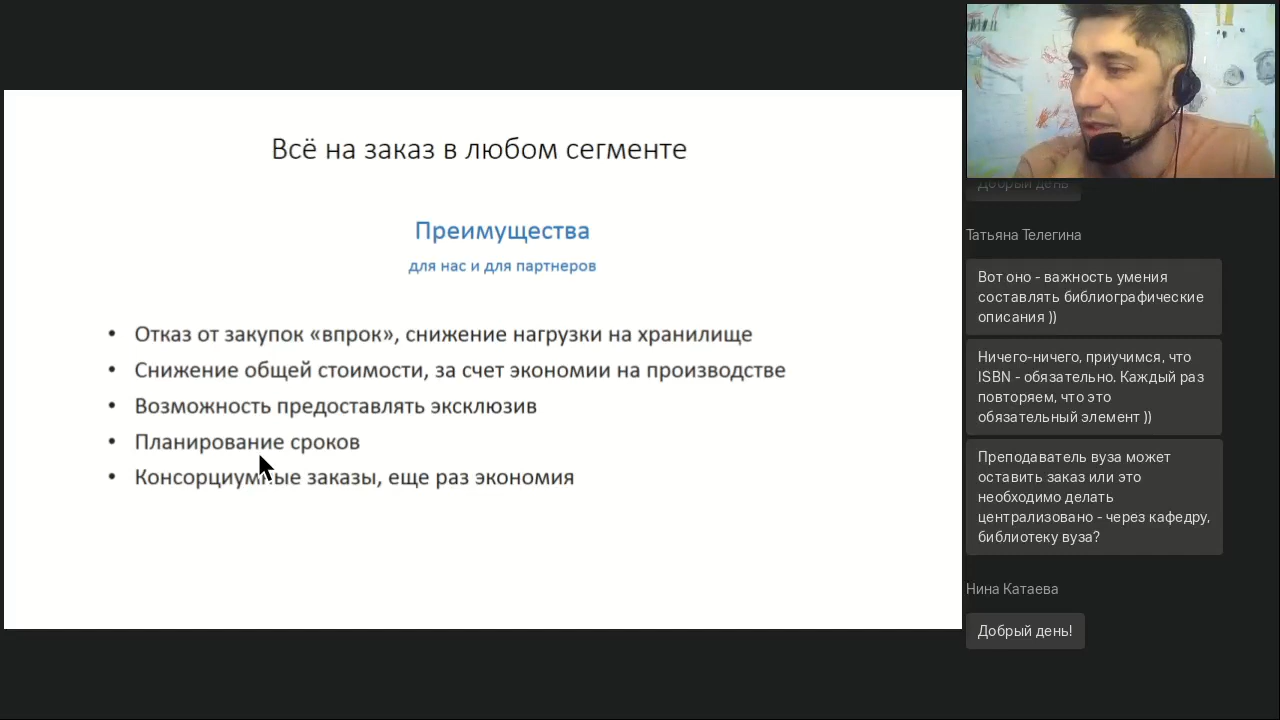 Всё на заказ в любом сегменте
Преимущества
для нас и для партнеров
• Отказ от закупок «впрок», снижение нагрузки на хранилище
• Снижение общей стоимости, за счет экономии на производстве
• Возможность предоставлять эксклюзив
• Планирование сроков
• Консорциумные заказы, еще раз экономия
Добрый день
Татьяна Телегина
Вот оно - важность умения
составлять библиографические
описания ))
Ничего-ничего, приучимся, что
ISBN - обязательно. Каждый раз
повторяем, что это
обязательный элемент ))
Преподаватель вуза может
оставить заказ или это
необходимо делать
централизовано - через кафедру,
библиотеку вуза?
Нина Катаева
Добрый день!